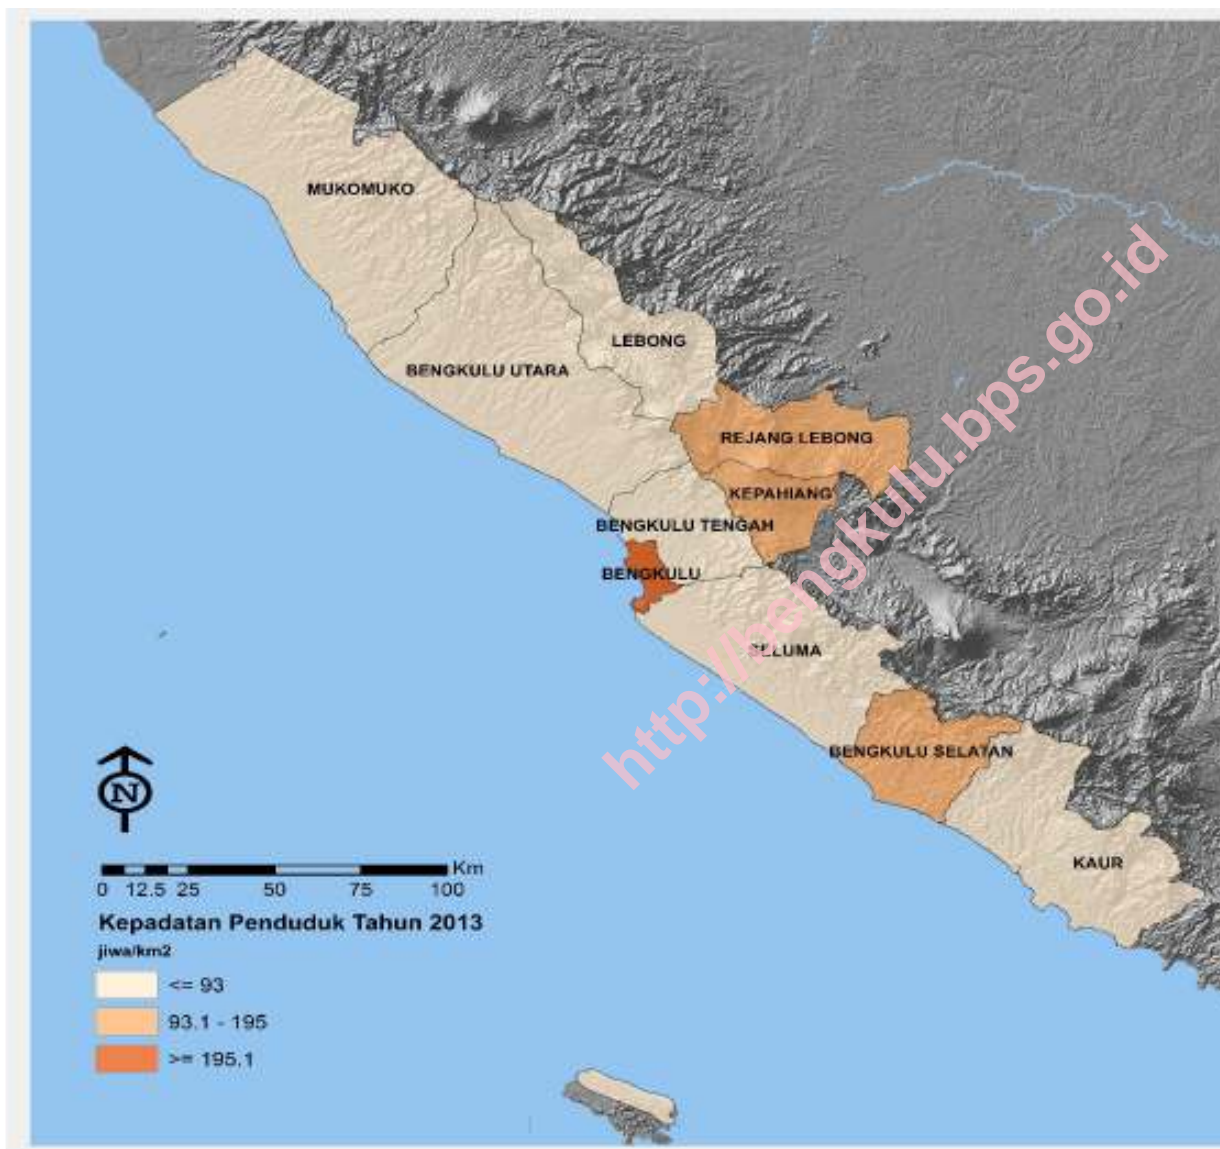 MUKOMUKO
LEBONG
BENGKULU UTARA
REJANG LEBONG
KEPAHIANG
BENGKULU TENGAH
BENGKULU
SELUMA
BENGKULU SELATAN
KAUR
http://bengkulu.bps.go.id
N
Km
0 12.5 25 50 75 100
Kepadatan Penduduk Tahun 2013
jiwa/km2
<= 93
93.1 - 195
>= 195.1